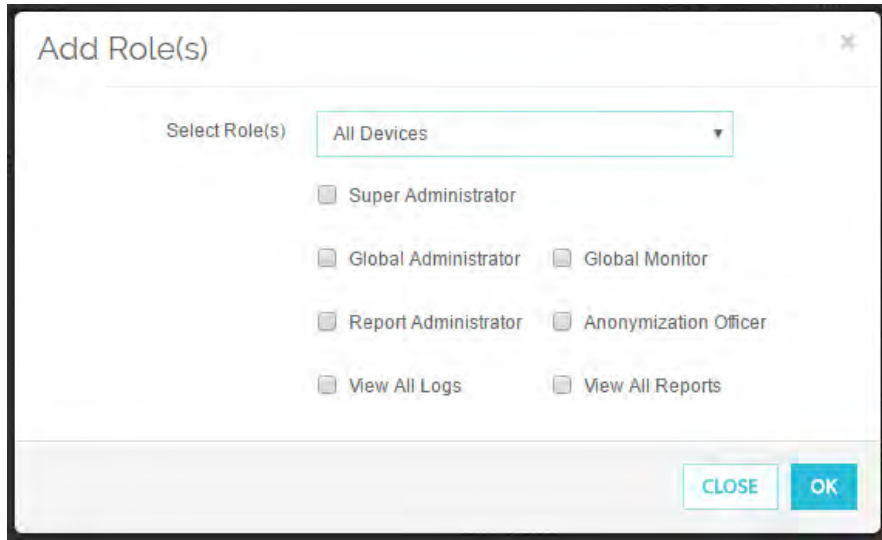 Add Role(s)
Select Role(s) All Devices
Super Administrator
Global Administrator Global Monitor
Report Administrator Anonymization Officer
View All Logs View All Reports
CLOSE OK